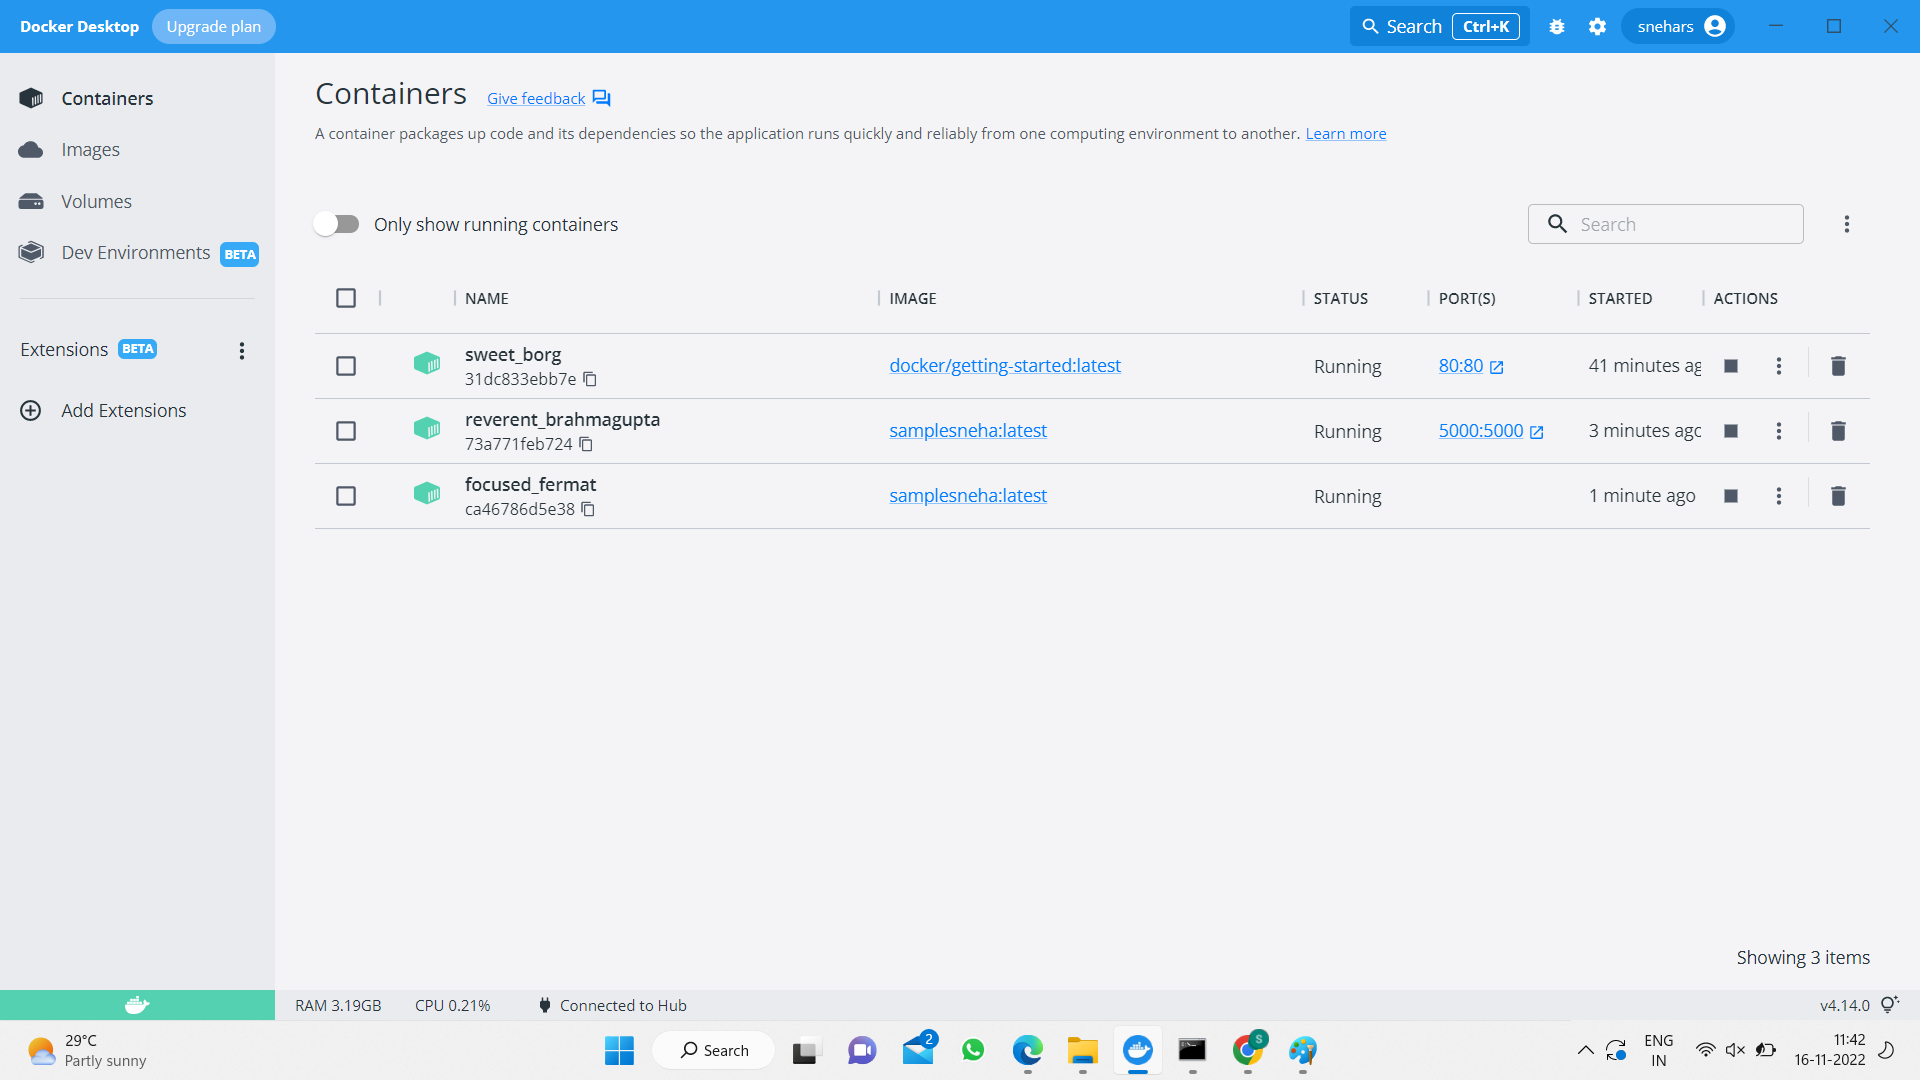 Docker Desktop Upgrade plan Search Ctrl+K snehars
Containers
Images
Volumes
Dev Environments BETA
Extensions BETA
Add Extensions
Containers Give feedback
A container packages up code and its dependencies so the application runs quickly and reliably from one computing environment to another. Learn more
Only show running containers Search
NAME IMAGE STATUS PORT(S) STARTED ACTIONS
sweet_borg
31dc833ebb7e docker/getting-started:latest Running 80:80 41 minutes ag
reverent_brahmagupta
73a771feb724 samplesneha:latest Running 5000:5000 3 minutes agc
focused_fermat
ca46786d5e38 samplesneha:latest Running 1 minute ago
Showing 3 items
RAM 3.19GB CPU 0.21% Connected to Hub v4.14.0
29°C
Partly sunny
Search
2
S
ENG
IN
11:42
16-11-2022